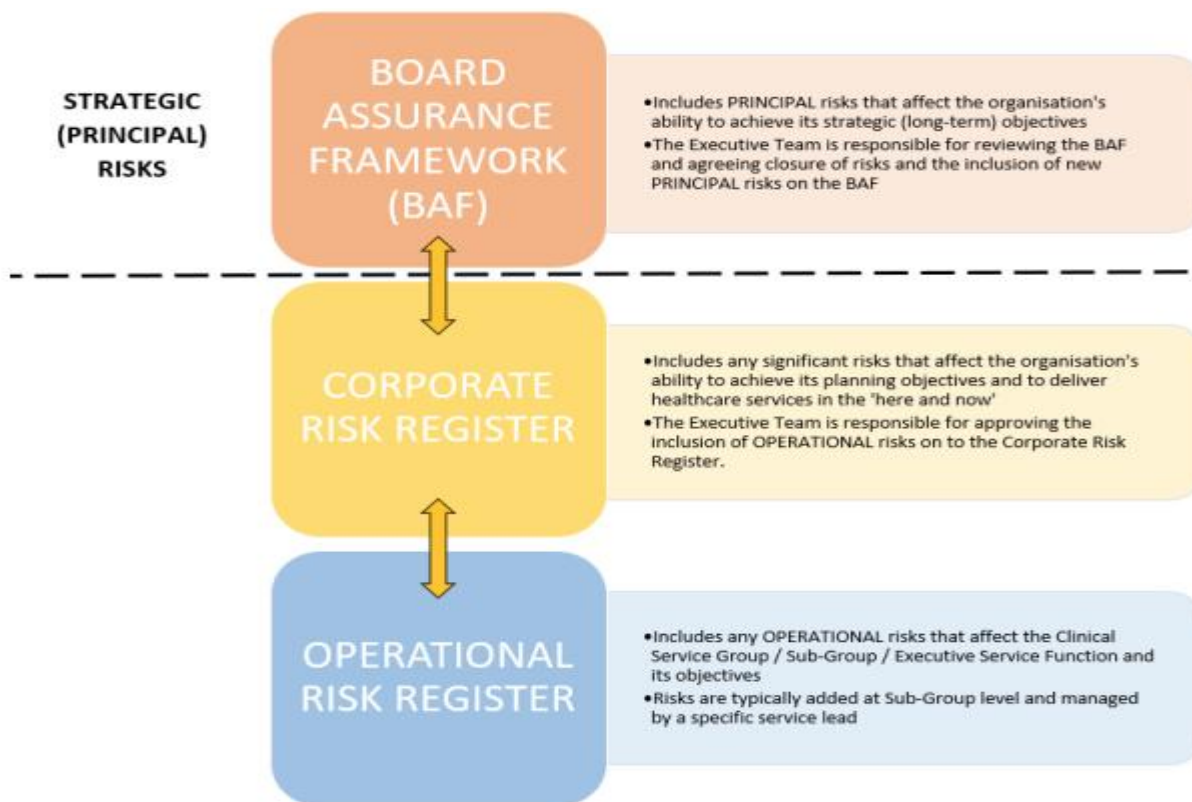 STRATEGIC
(PRINCIPAL)
RISKS
BOARD
ASSURANCE
FRAMEWORK
(BAF)
•Includes PRINCIPAL risks that affect the organisation's
ability to achieve its strategic (long-term) objectives
•The Executive Team is responsible for reviewing the BAF
and agreeing closure of risks and the inclusion of new
PRINCIPAL risks on the BAF
CORPORATE
RISK REGISTER
•Includes any significant risks that affect the organisation's
ability to achieve its planning objectives and to deliver
healthcare services in the 'here and now'
•The Executive Team is responsible for approving the
inclusion of OPERATIONAL risks on to the Corporate Risk
Register.
OPERATIONAL
RISK REGISTER
•Includes any OPERATIONAL risks that affect the Clinical
Service Group / Sub-Group / Executive Service Function and
its objectives
•Risks are typically added at Sub-Group level and managed
by a specific service lead